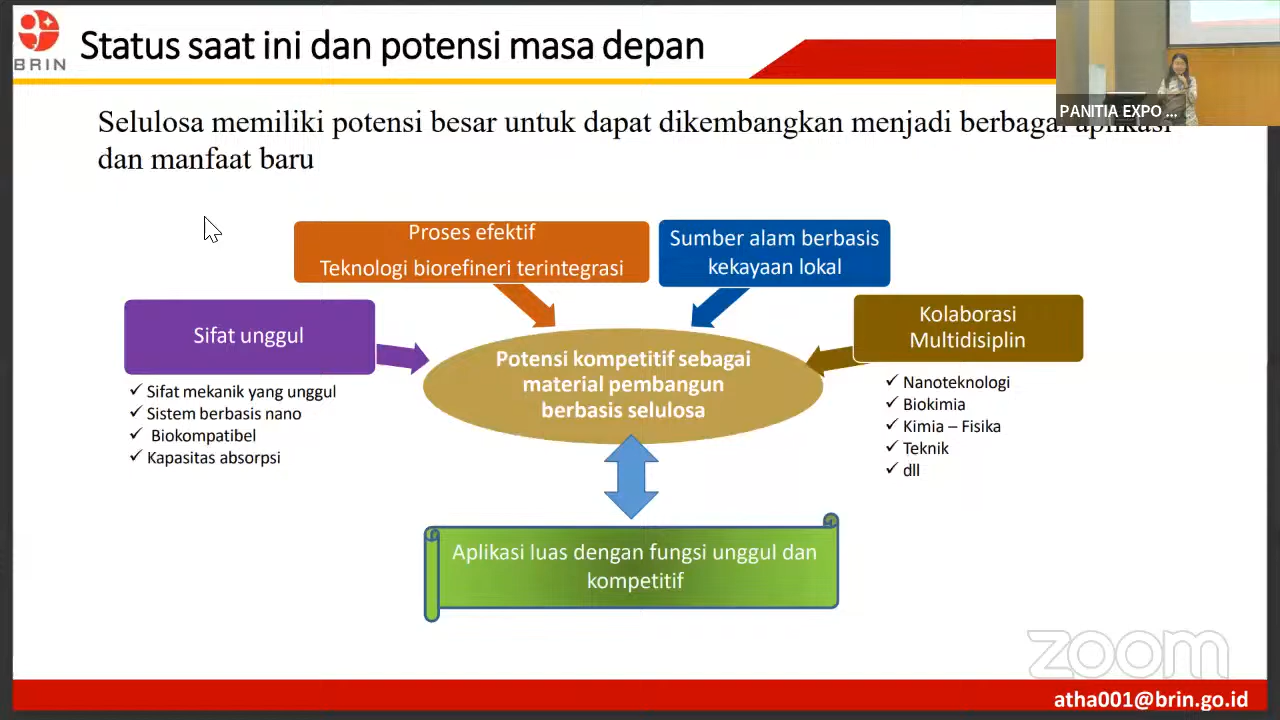 BRIN
Status saat ini dan potensi masa depan
PANITIA EXPO ...
Selulosa memiliki potensi besar untuk dapat dikembangkan menjadi berbagai aplikasi
dan manfaat baru
Proses efektif
Teknologi biorefineri terintegrasi
Sumber alam berbasis
kekayaan lokal
Sifat unggul
Kolaborasi
Multidisiplin
Potensi kompetitif sebagai
material pembangun
berbasis selulosa
✓ Sifat mekanik yang unggul
✓ Sistem berbasis nano
✓ Biokompatibel
✓ Kapasitas absorpsi
✓ Nanoteknologi
✓ Biokimia
✓ Kimia – Fisika
✓ Teknik
✓ dll
Aplikasi luas dengan fungsi unggul dan
kompetitif
zoom
atha001@brin.go.id